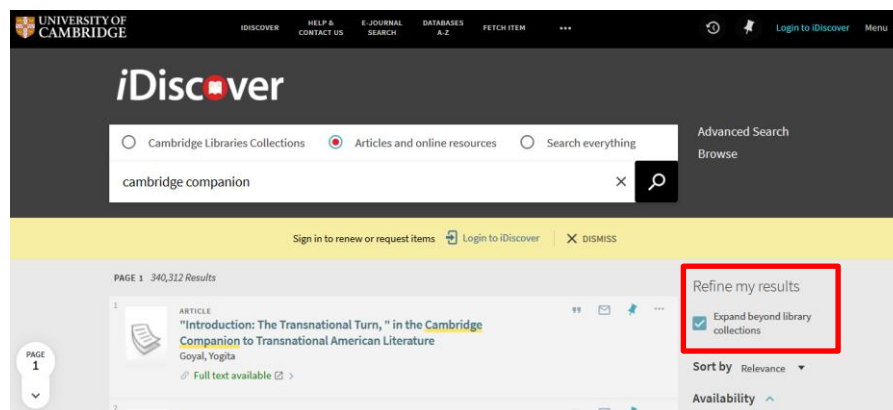 UNIVERSITY OF
CAMBRIDGE
IDISCOVER
HELP &
CONTACT US
E-JOURNAL
SEARCH
DATABASES
A-Z
FETCH ITEM
•••
Login to iDiscover
Menu
iDiscover
Cambridge Libraries Collections
Articles and online resources
Search everything
Advanced Search
Browse
cambridge companion
Sign in to renew or request items
Login to iDiscover
DISMISS
PAGE 1 340,312 Results
Refine my results
Expand beyond library
collections
1
ARTICLE
"Introduction: The Transnational Turn, " in the Cambridge
Companion to Transnational American Literature
Goyal, Yogita
Full text available
PAGE
1
Sort by Relevance
Availability
2